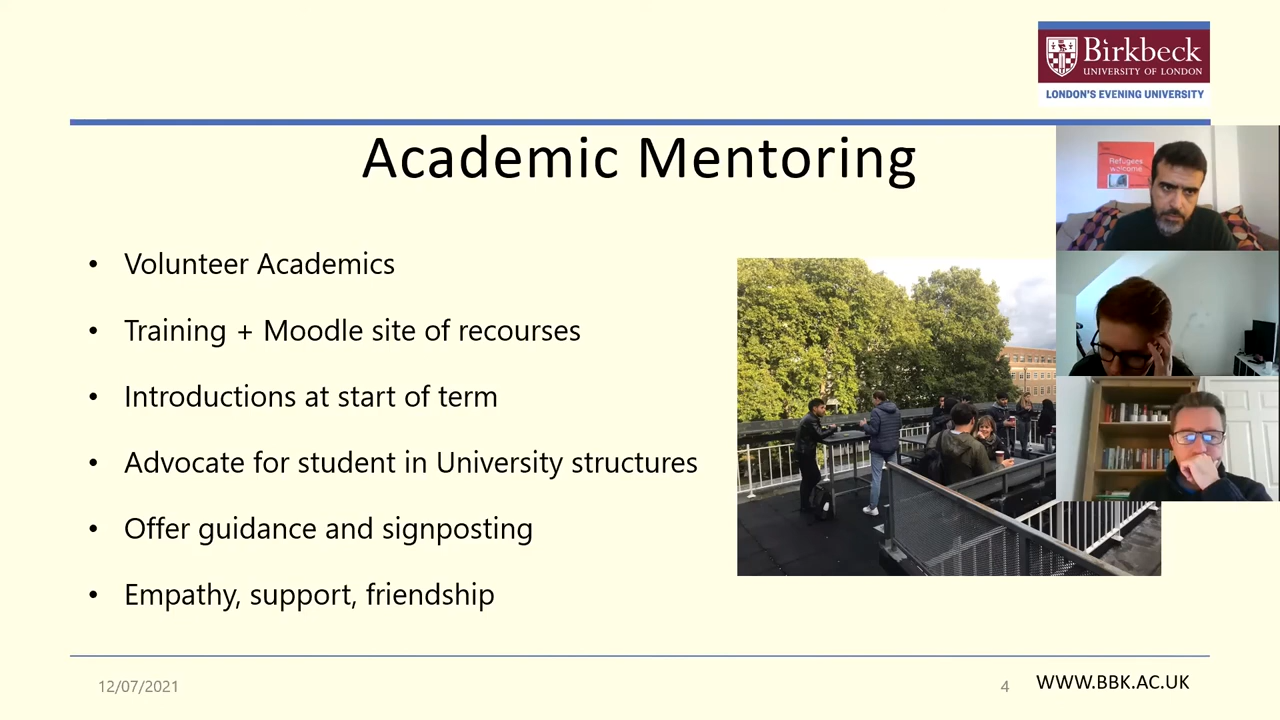 Birkbeck
UNIVERSITY OF LONDON
LONDON'S EVENING UNIVERSITY
Academic Mentoring
Refugees
welcome
• Volunteer Academics
• Training + Moodle site of recourses
• Introductions at start of term
• Advocate for student in University structures
• Offer guidance and signposting
• Empathy, support, friendship
12/07/2021
4
WWW.BBK.AC.UK